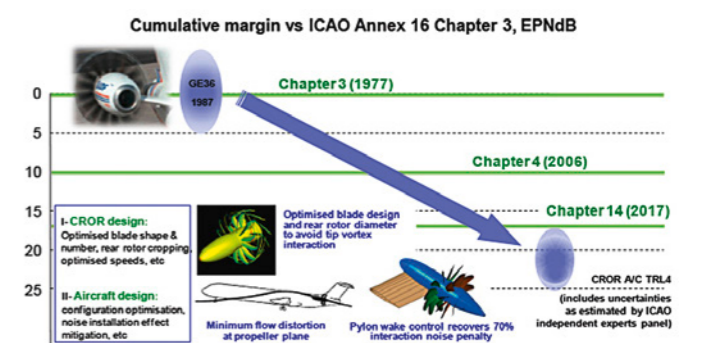 Cumulative margin vs ICAO Annex 16 Chapter 3, EPNdB
GE36
1987
Chapter 3 (1977)
0
5
Chapter 4 (2006)
10
15
Chapter 14 (2017)
20
25
I- CROR design:
Optimised blade shape &
number, rear rotor cropping,
optimised speeds, etc
II- Aircraft design:
configuration optimisation,
noise installation effect
mitigation, etc
Optimised blade design
and rear rotor diameter
to avoid tip vortex
interaction
Minimum flow distortion
at propeller plane
Pylon wake control recovers 70%
interaction noise penalty
CROR A/C TRL4
(includes uncertainties
as estimated by ICAO
independent experts panel)